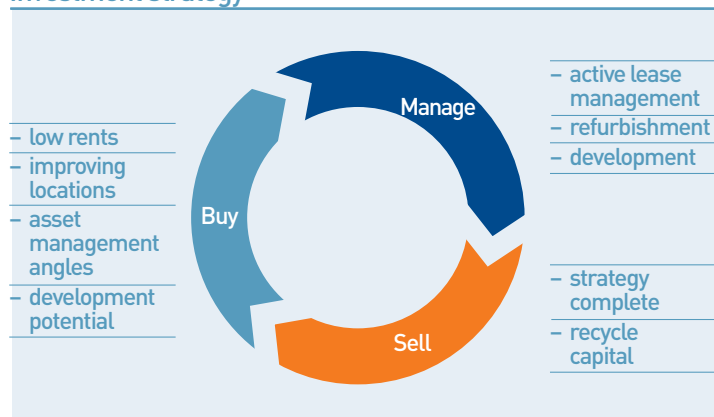 Investment strategy
Manage
– active lease
management
– refurbishment
– development
– low rents
– improving
locations
– asset
management
angles
– development
potential
Buy
– strategy
complete
– recycle
capital
Sell